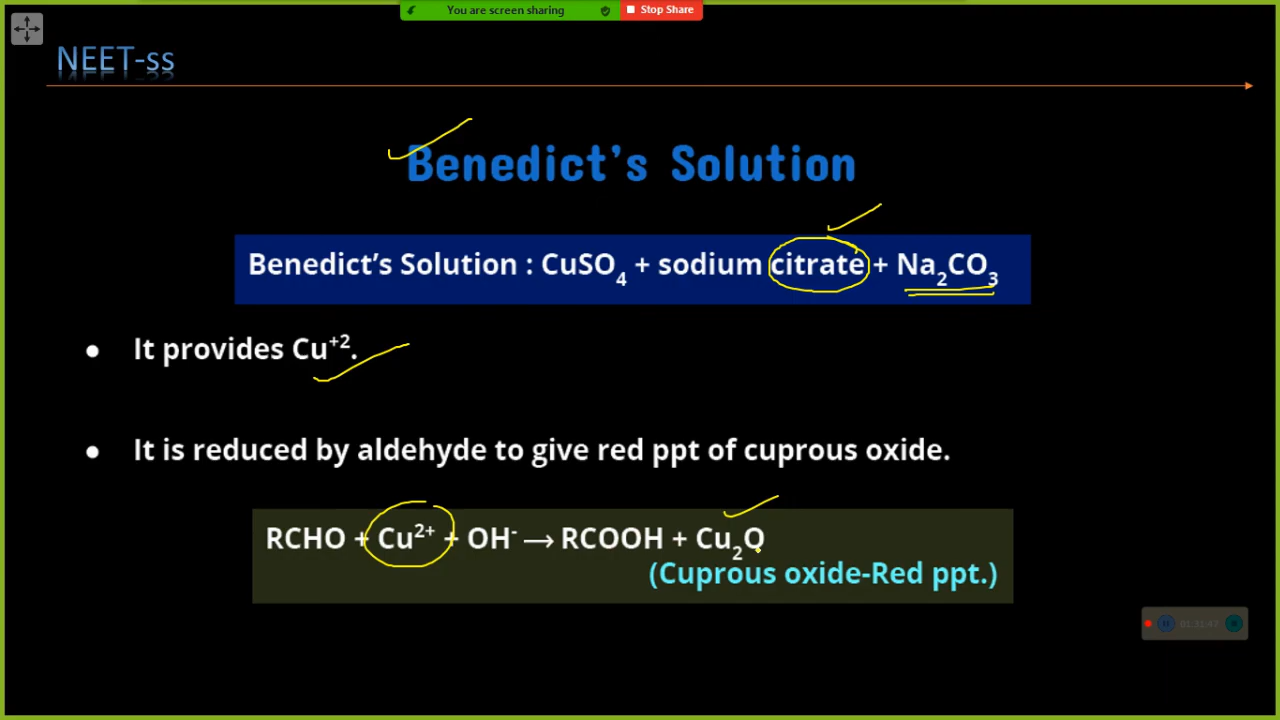 You are screen sharing Stop Share
NEET-ss
Benedict's Solution
Benedict's Solution : CuSO₄ + sodium citrate + Na₂CO₃
● It provides Cu⁺².
● It is reduced by aldehyde to give red ppt of cuprous oxide.
RCHO + Cu²⁺ + OH⁻ → RCOOH + Cu₂O
(Cuprous oxide-Red ppt.)